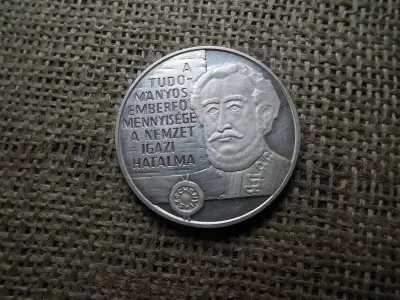 A
TUDO-
MÁNYOS
EMBERFŐ
MENNYISÉGE
A NEMZET
IGAZI
HATALMA